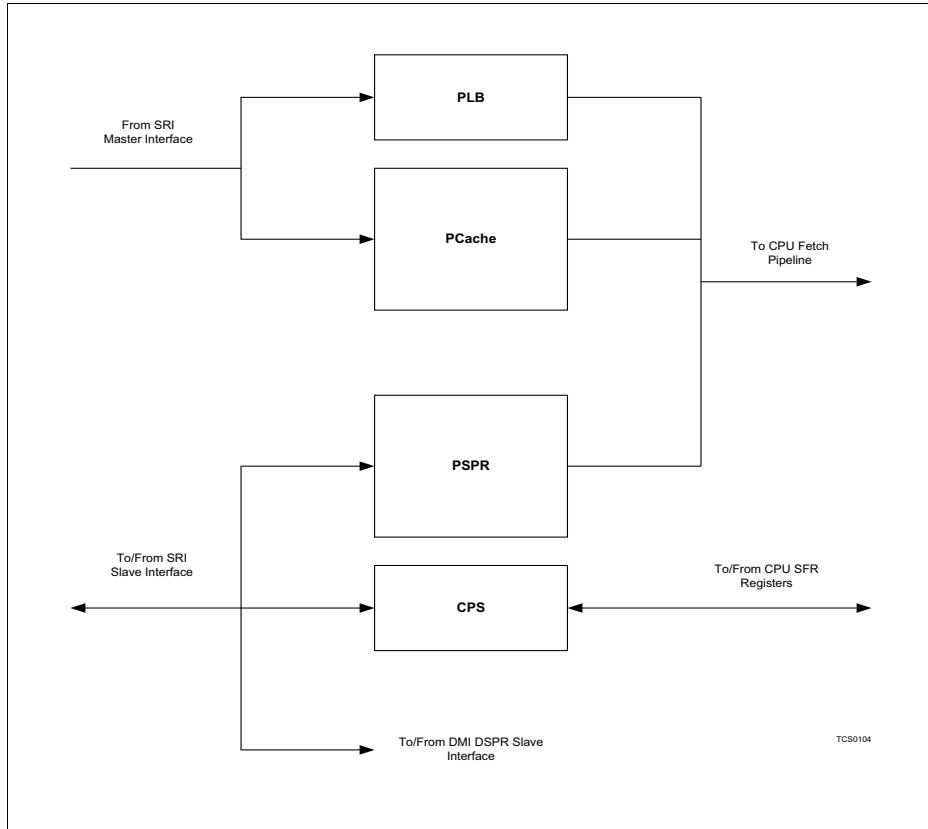 PLB
From SRI
Master Interface
PCache
To CPU Fetch
Pipeline
PSPR
To/From SRI
Slave Interface
To/From CPU SFR
Registers
CPS
To/From DMI DSPR Slave
Interface
TCS0104